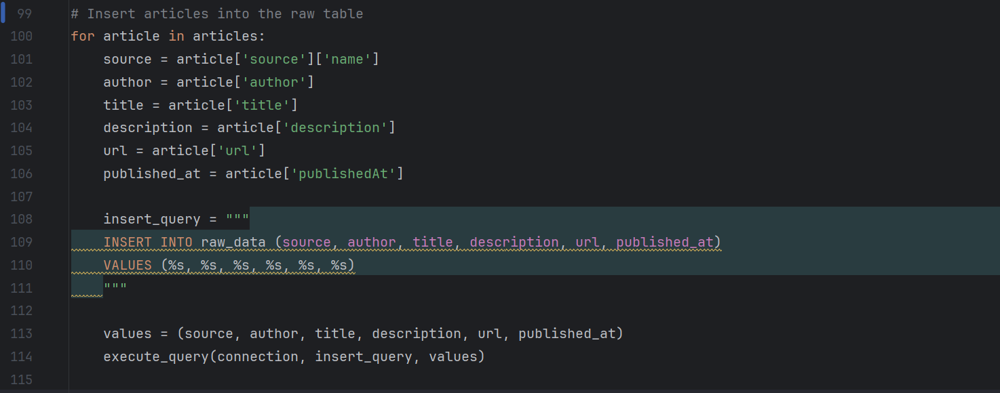 99 # Insert articles into the raw table
100 for article in articles:
101     source = article['source']['name']
102     author = article['author']
103     title = article['title']
104     description = article['description']
105     url = article['url']
106     published_at = article['publishedAt']
107
108     insert_query = """
109     INSERT INTO raw_data (source, author, title, description, url, published_at)
110     VALUES (%s, %s, %s, %s, %s, %s)
111     """
112
113     values = (source, author, title, description, url, published_at)
114     execute_query(connection, insert_query, values)
115